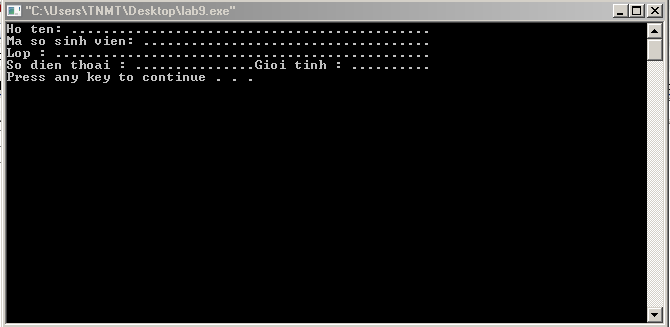 "C:\Users\TNMT\Desktop\lab9.exe"
Ho ten: .............................................
Ma so sinh vien: ....................................
Lop : ...............................................
So dien thoai : ...............Gioi tinh : ..........
Press any key to continue . . .